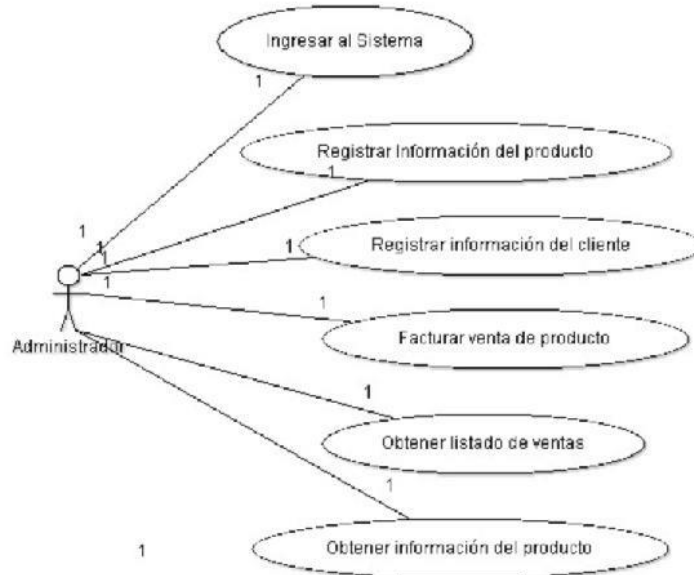 Ingresar al Sistema
1
Registrar Información del producto
1
1
1
1
1
Registrar información del cliente
1
1
Facturar venta de producto
Administrador
1
Obtener listado de ventas
1
1
Obtener información del producto